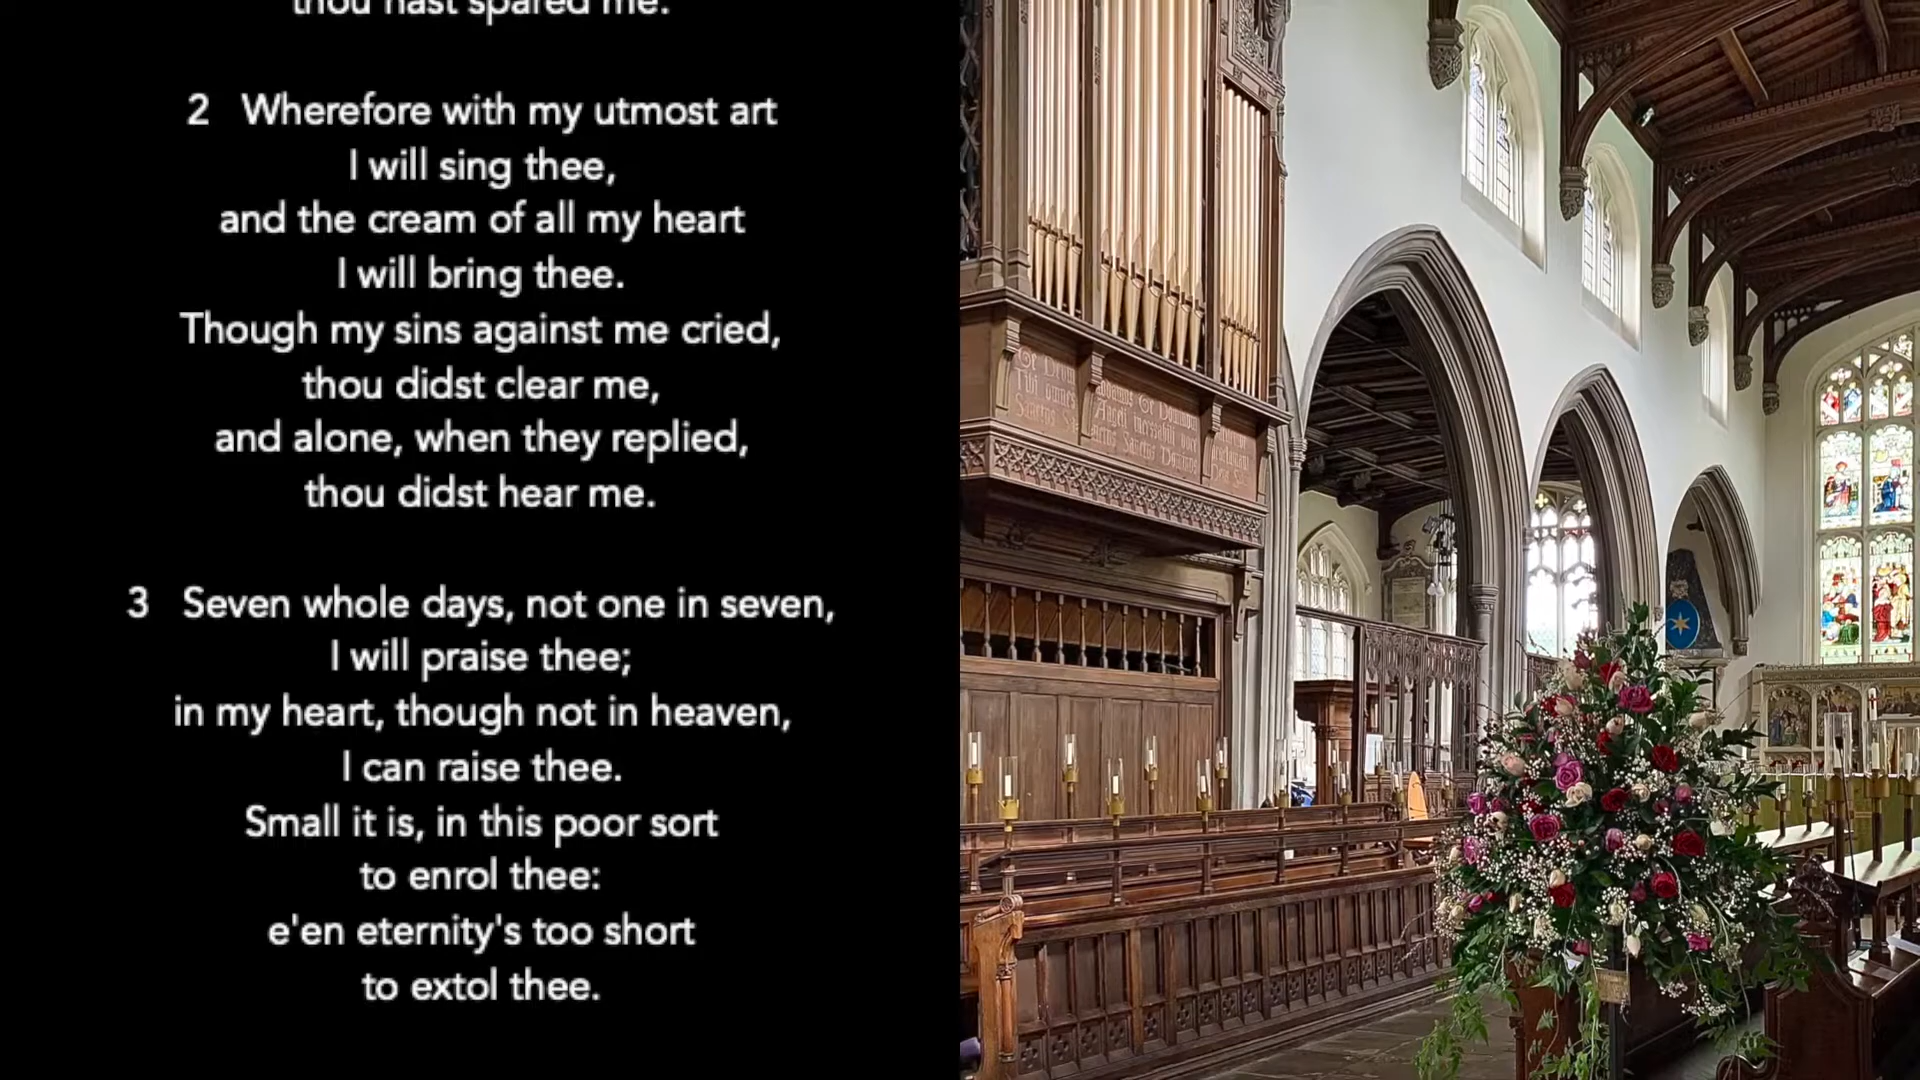 thou hast spared me.
2 Wherefore with my utmost art
I will sing thee,
and the cream of all my heart
I will bring thee.
Though my sins against me cried,
thou didst clear me,
and alone, when they replied,
thou didst hear me.
3 Seven whole days, not one in seven,
I will praise thee;
in my heart, though not in heaven,
I can raise thee.
Small it is, in this poor sort
to enrol thee:
e'en eternity's too short
to extol thee.